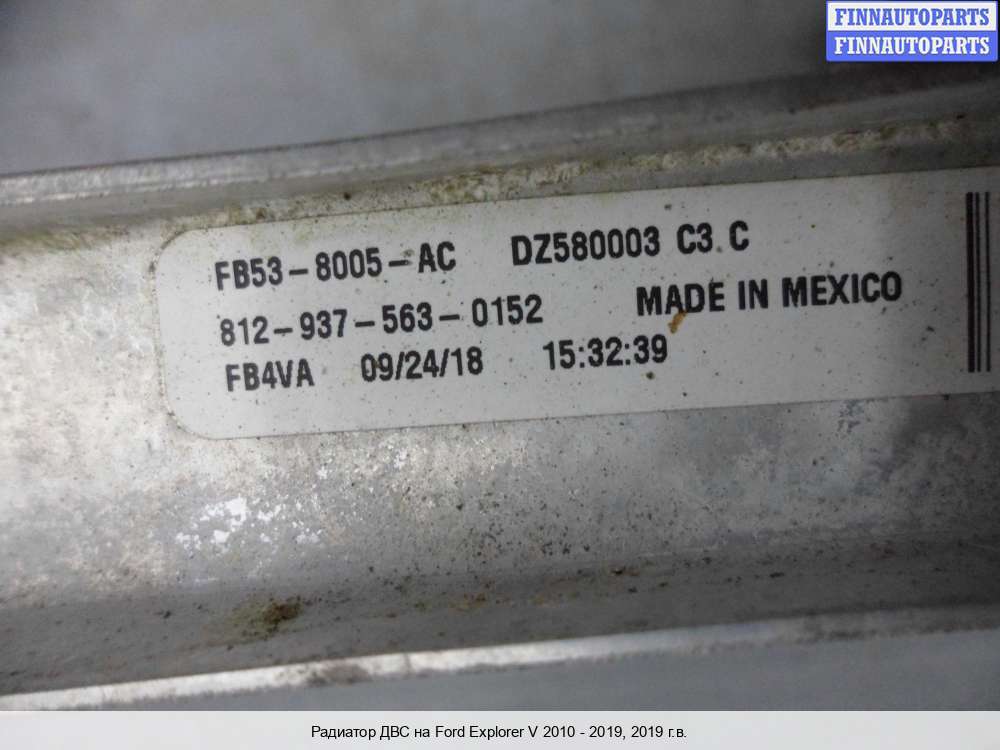 FINNAUTOPARTS
FINNAUTOPARTS
FB53-8005-AC DZ580003 C3 C
812-937-563-0152 MADE IN MEXICO
FB4VA 09/24/18 15:32:39
Радиатор ДВС на Ford Explorer V 2010 - 2019, 2019 г.в.